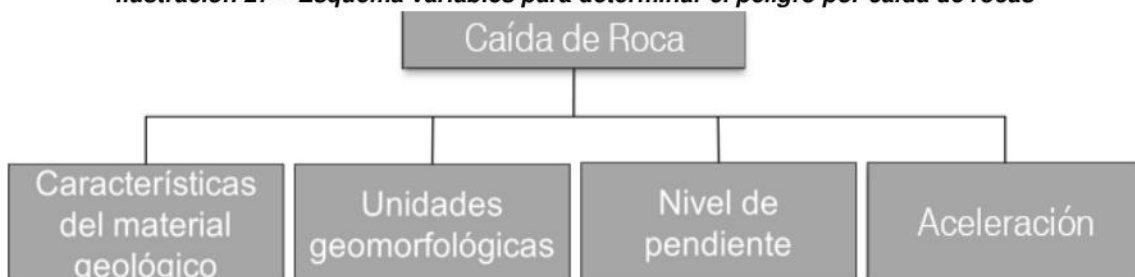 Esquema variables para determinar el peligro por caída de rocas
Caída de Roca
Características
del material
geológico
Unidades
geomorfológicas
Nivel de
pendiente
Aceleración